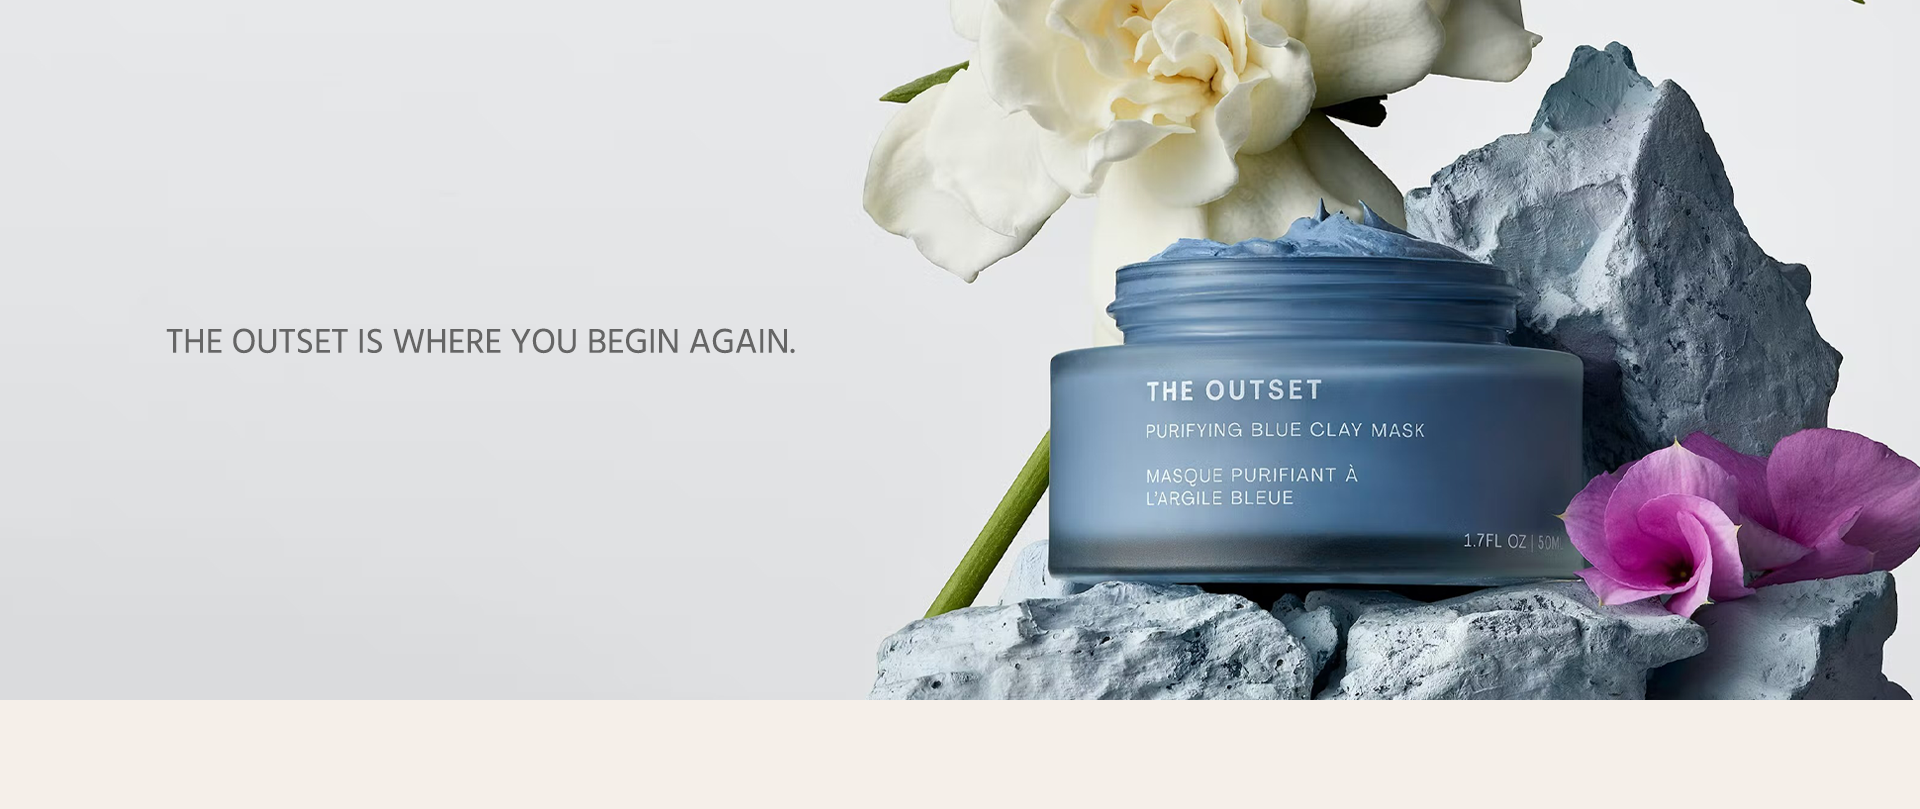 THE OUTSET IS WHERE YOU BEGIN AGAIN.
THE OUTSET
PURIFYING BLUE CLAY MASK
MASQUE PURIFIANT À
L'ARGILE BLEUE
1.7FL OZ | 50ML